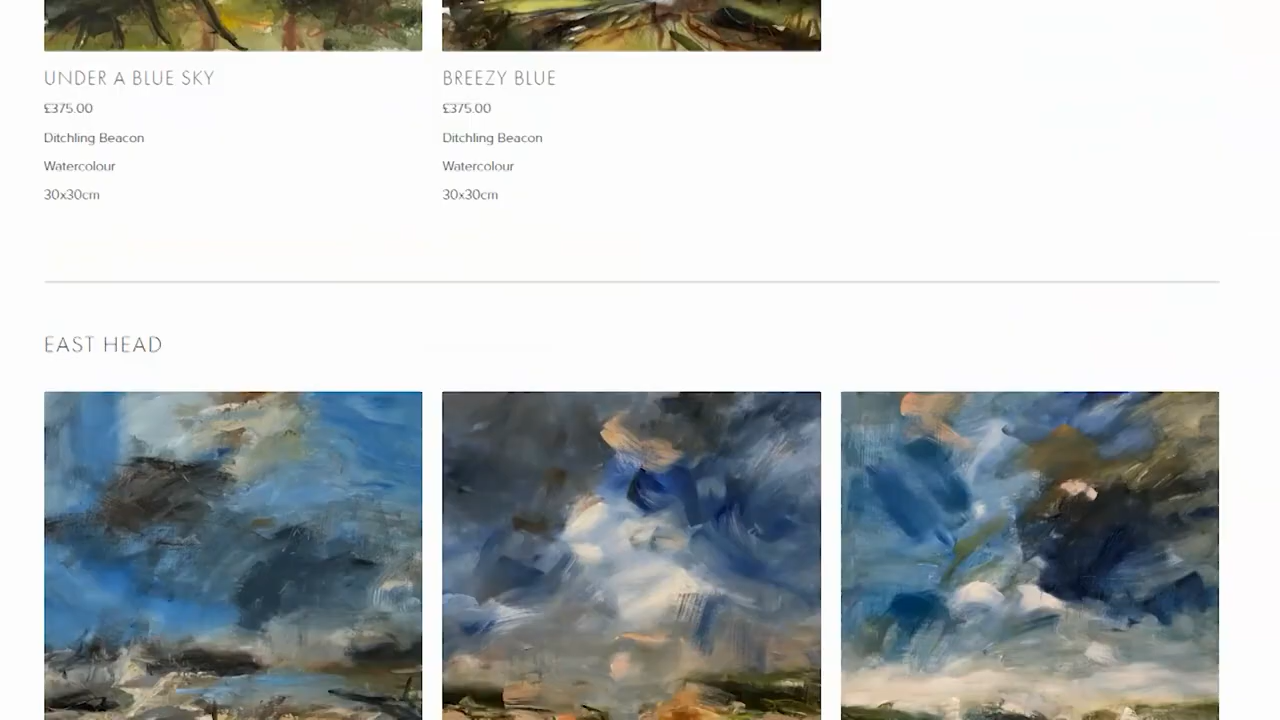 UNDER A BLUE SKY
£375.00
Ditchling Beacon
Watercolour
30x30cm
BREEZY BLUE
£375.00
Ditchling Beacon
Watercolour
30x30cm
EAST HEAD